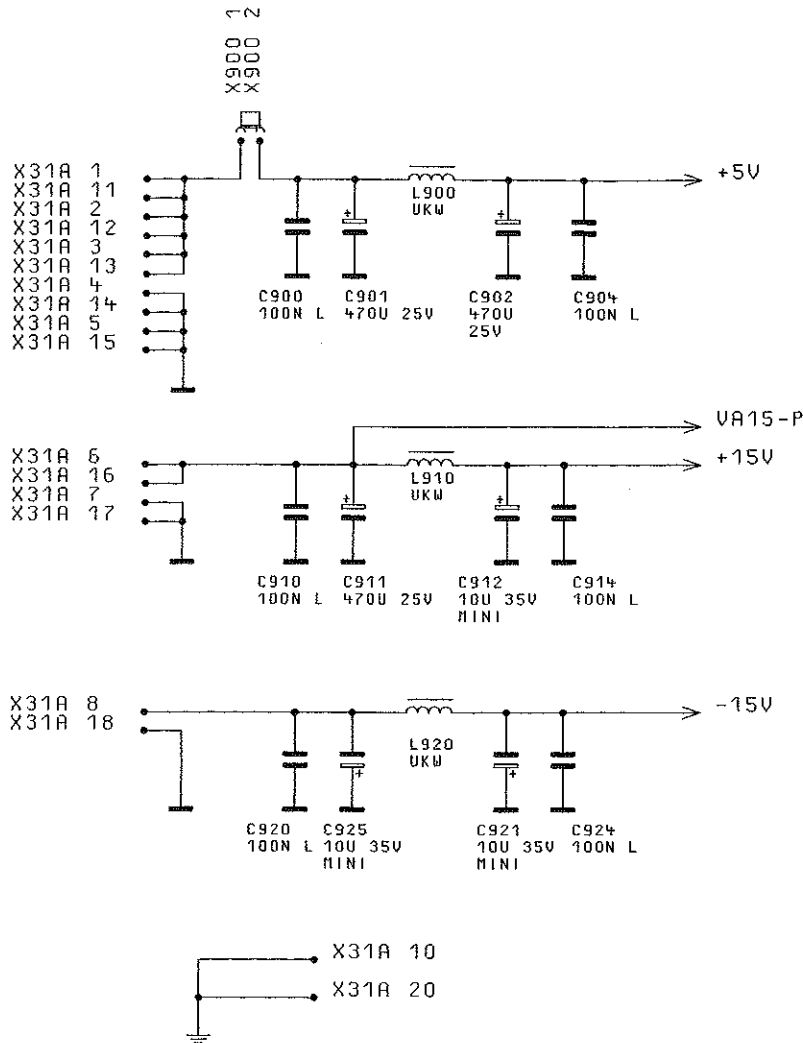 X900 1
X900 2
X31A 1
X31A 11
X31A 2
X31A 12
X31A 3
X31A 13
X31A 4
X31A 14
X31A 5
X31A 15
+5V
L900
UKW
+
+
C900
100N L
C901
470U 25V
C902
470U
25V
C904
100N L
VA15-P
+15V
X31A 6
X31A 16
X31A 7
X31A 17
L910
UKW
+
+
C910
100N L
C911
470U 25V
C912
10U 35V
MINI
C914
100N L
X31A 8
X31A 18
-15V
L920
UKW
+
+
C920
100N L
C925
10U 35V
MINI
C921
10U 35V
MINI
C924
100N L
X31A 10
X31A 20